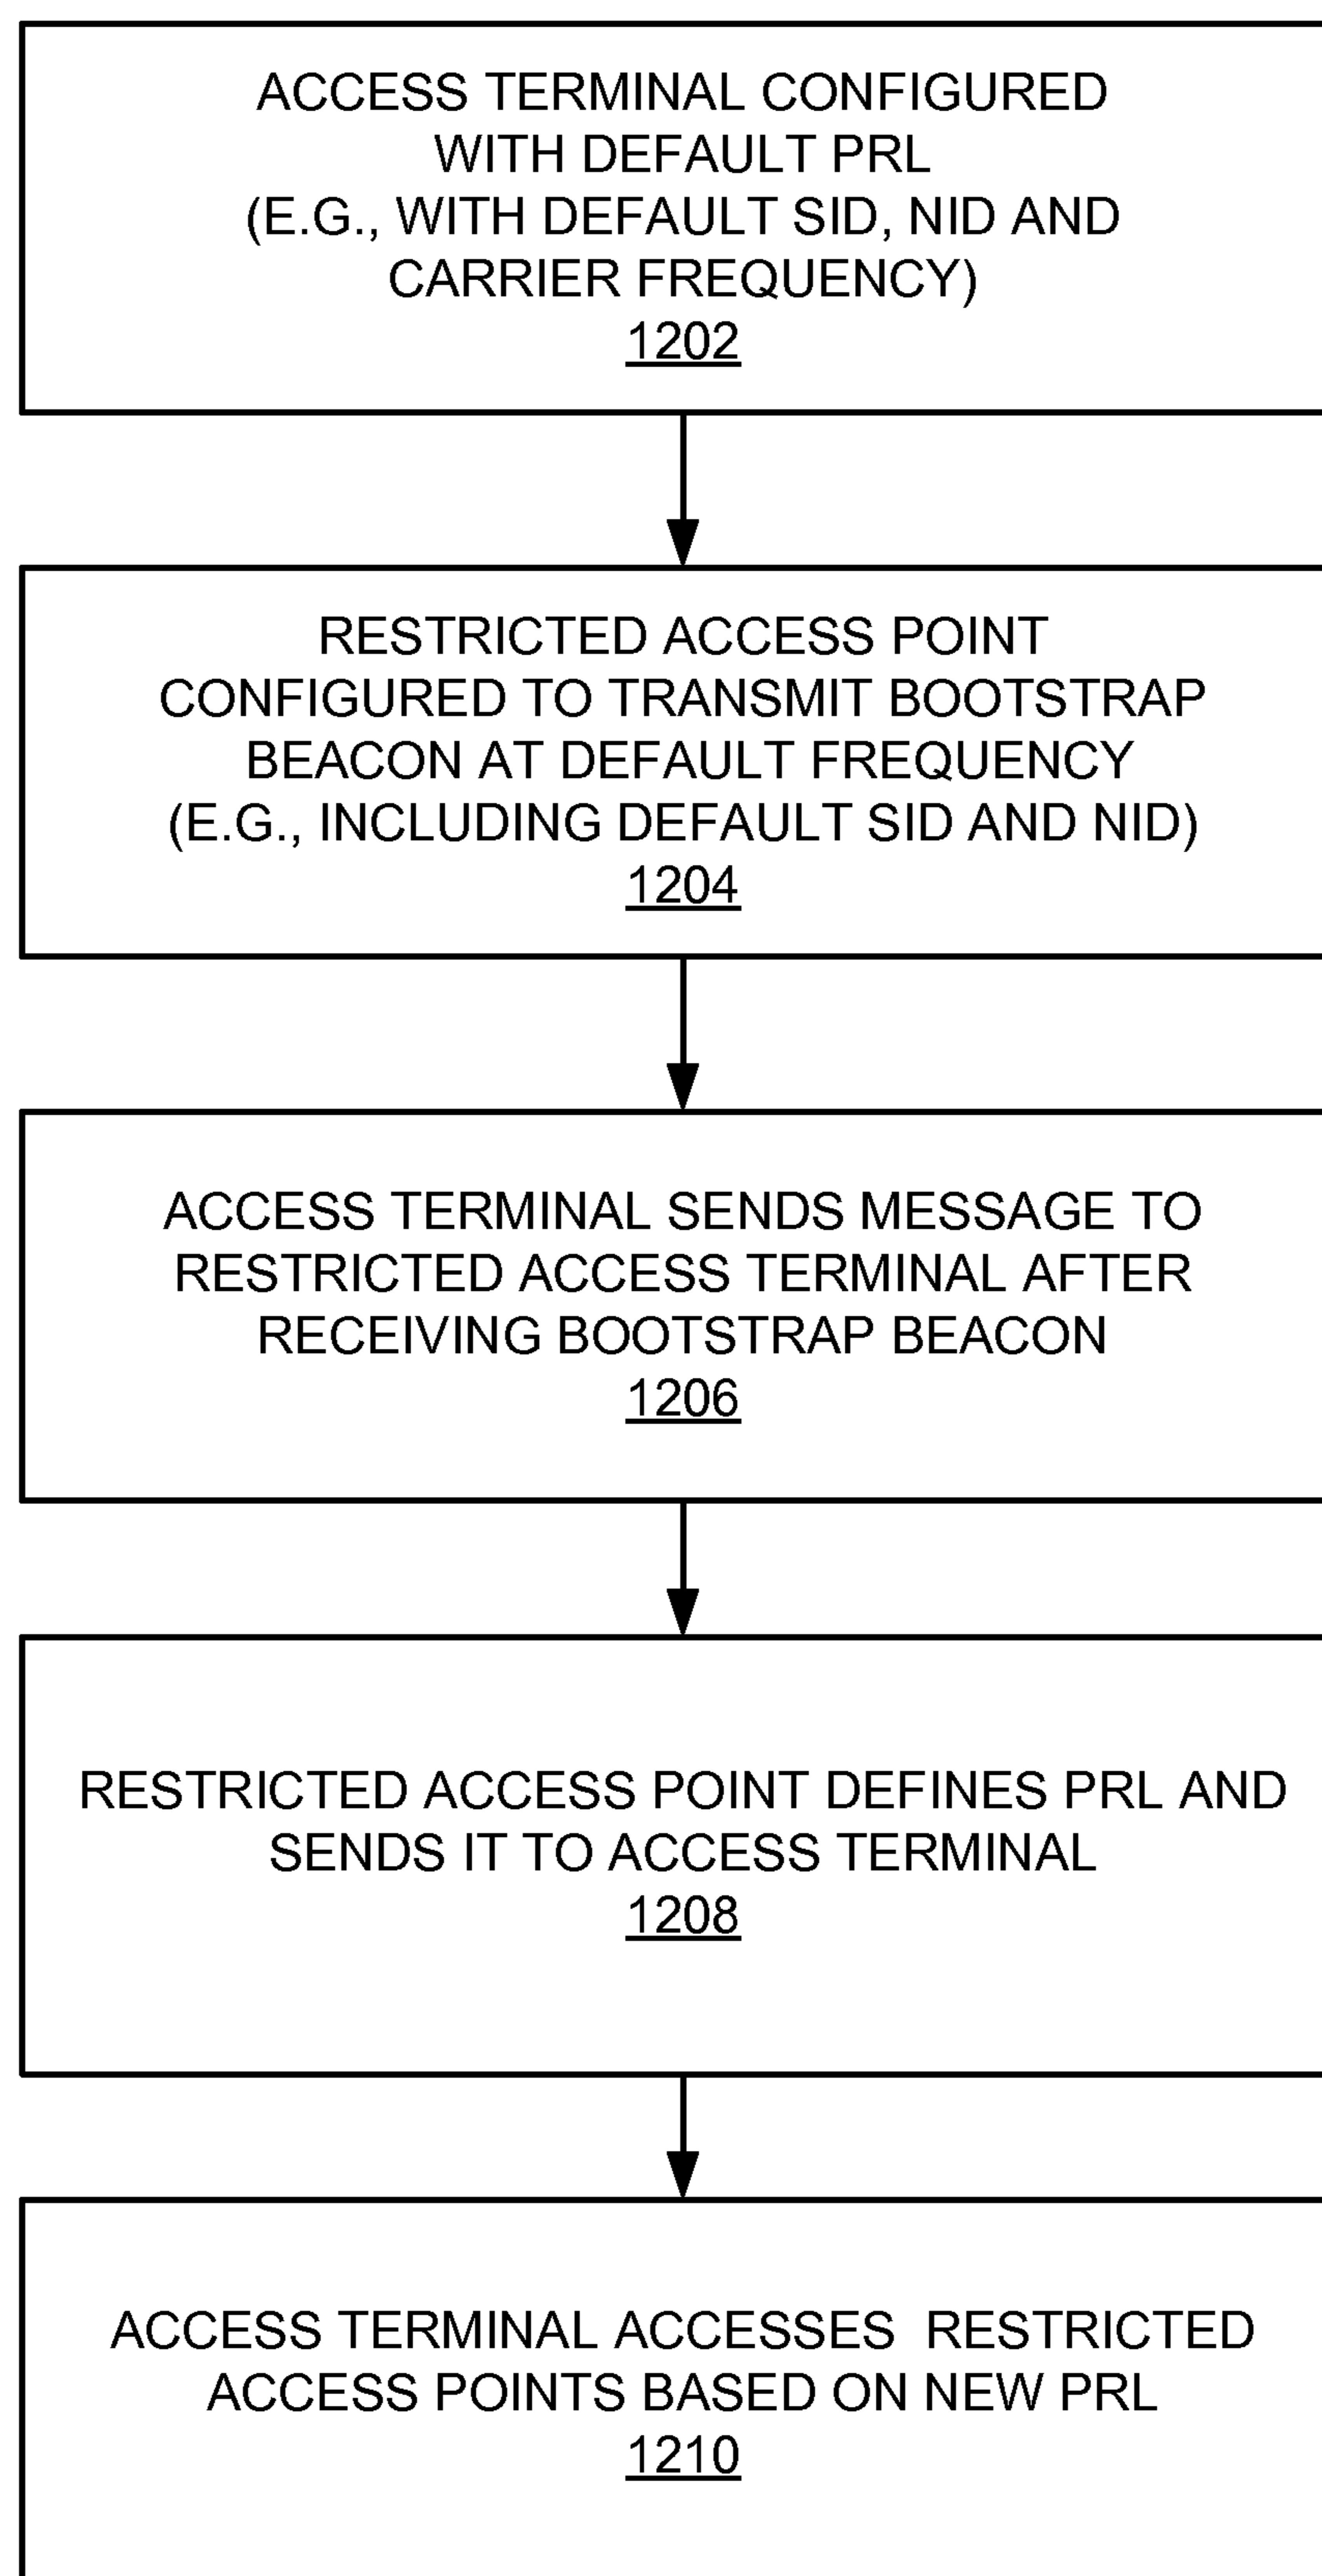 ACCESS TERMINAL CONFIGURED
WITH DEFAULT PRL
(E.G., WITH DEFAULT SID, NID AND
CARRIER FREQUENCY)
1202
RESTRICTED ACCESS POINT
CONFIGURED TO TRANSMIT BOOTSTRAP
BEACON AT DEFAULT FREQUENCY
(E.G., INCLUDING DEFAULT SID AND NID)
1204
ACCESS TERMINAL SENDS MESSAGE TO
RESTRICTED ACCESS TERMINAL AFTER
RECEIVING BOOTSTRAP BEACON
1206
RESTRICTED ACCESS POINT DEFINES PRL AND
SENDS IT TO ACCESS TERMINAL
1208
ACCESS TERMINAL ACCESSES  RESTRICTED
ACCESS POINTS BASED ON NEW PRL
1210